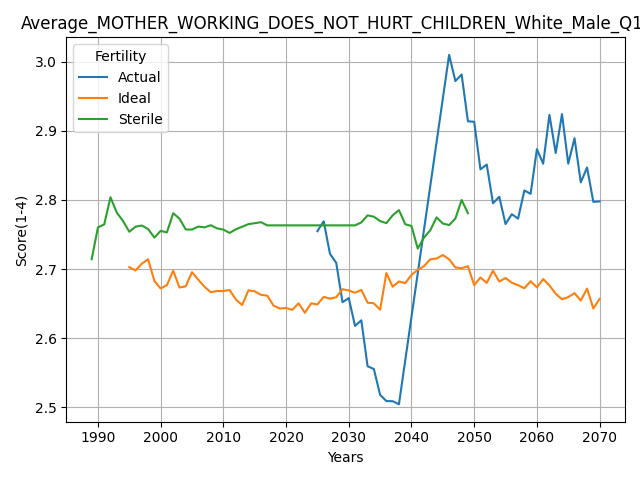 Average_MOTHER_WORKING_DOES_NOT_HURT_CHILDREN_White_Male_Q1
Fertility
Actual
Ideal
Sterile
Score(1-4)
3.0
2.9
2.8
2.7
2.6
2.5
1990 2000 2010 2020 2030 2040 2050 2060 2070
Years